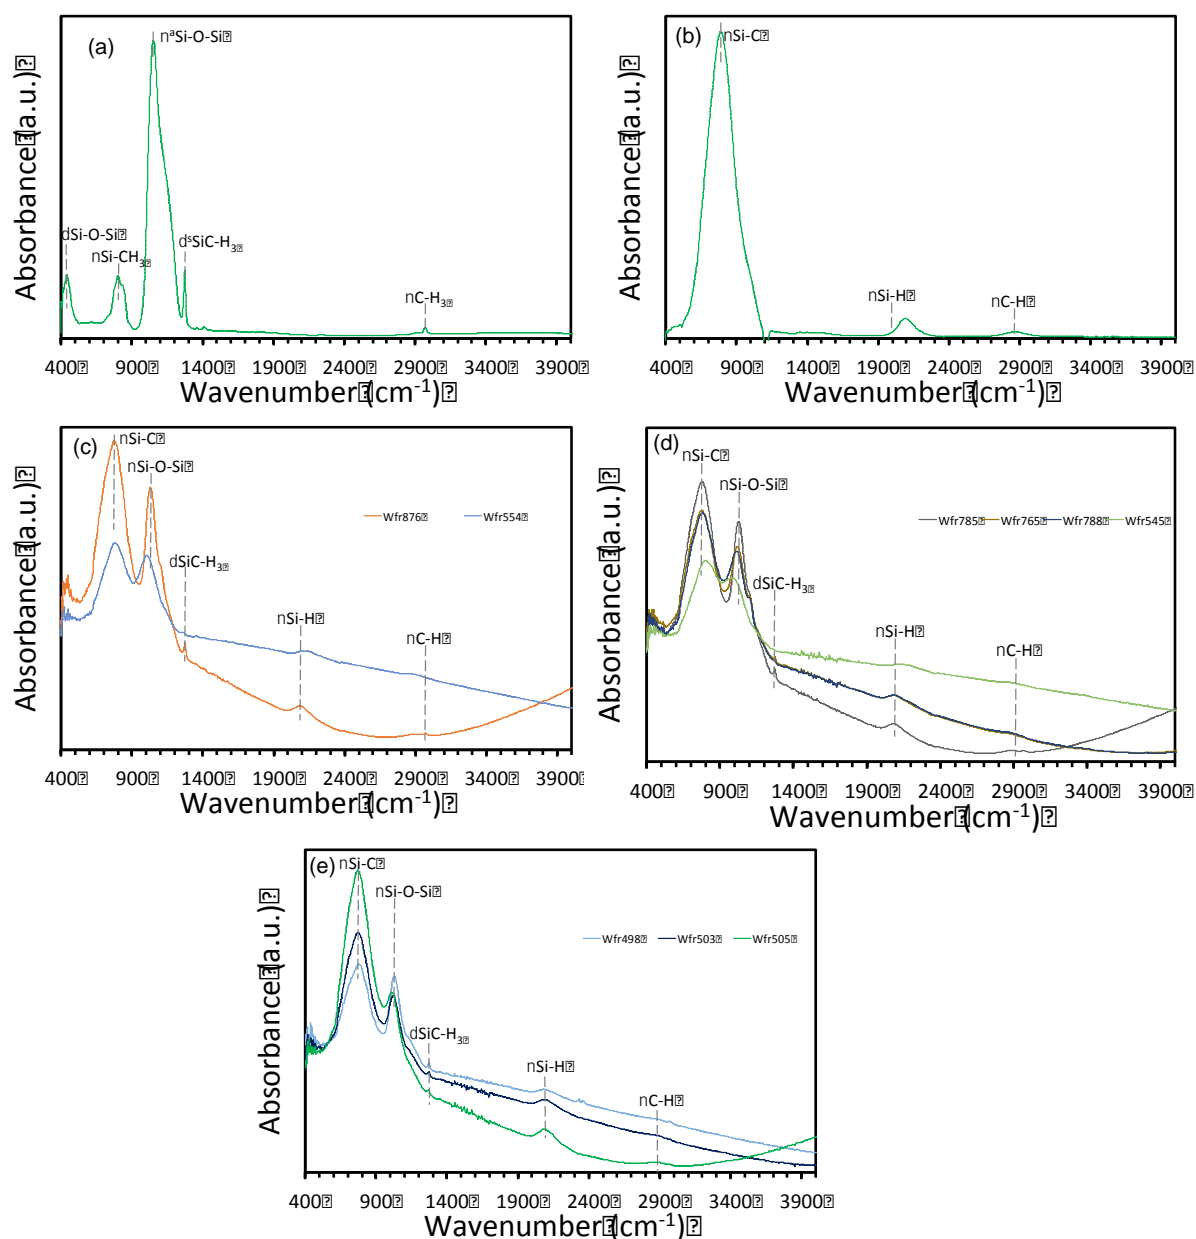 (a)
nᵃSi-O-Si⍰
dSi-O-Si⍰
nSi-CH₃⍰
dˢSiC-H₃⍰
nC-H₃⍰
Absorbance⍰(a.u.)⍰
400⍰ 900⍰ 1400⍰ 1900⍰ 2400⍰ 2900⍰ 3400⍰ 3900⍰
Wavenumber⍰(cm⁻¹)⍰
(b)
nSi-C⍰
nSi-H⍰
nC-H⍰
Absorbance⍰(a.u.)⍰
400⍰ 900⍰ 1400⍰ 1900⍰ 2400⍰ 2900⍰ 3400⍰ 3900⍰
Wavenumber⍰(cm⁻¹)⍰
(c)
nSi-C⍰
nSi-O-Si⍰
Wfr876⍰ Wfr554⍰
dSiC-H₃⍰
nSi-H⍰
nC-H⍰
Absorbance⍰(a.u.)⍰
400⍰ 900⍰ 1400⍰ 1900⍰ 2400⍰ 2900⍰ 3400⍰ 3900⍰
Wavenumber⍰(cm⁻¹)⍰
(d)
nSi-C⍰
nSi-O-Si⍰
Wfr785⍰ Wfr765⍰ Wfr788⍰ Wfr545⍰
dSiC-H₃⍰
nSi-H⍰
nC-H⍰
Absorbance⍰(a.u.)⍰
400⍰ 900⍰ 1400⍰ 1900⍰ 2400⍰ 2900⍰ 3400⍰ 3900⍰
Wavenumber⍰(cm⁻¹)⍰
(e)
nSi-C⍰
nSi-O-Si⍰
Wfr498⍰ Wfr503⍰ Wfr505⍰
dSiC-H₃⍰
nSi-H⍰
nC-H⍰
Absorbance⍰(a.u.)⍰
400⍰ 900⍰ 1400⍰ 1900⍰ 2400⍰ 2900⍰ 3400⍰ 3900⍰
Wavenumber⍰(cm⁻¹)⍰